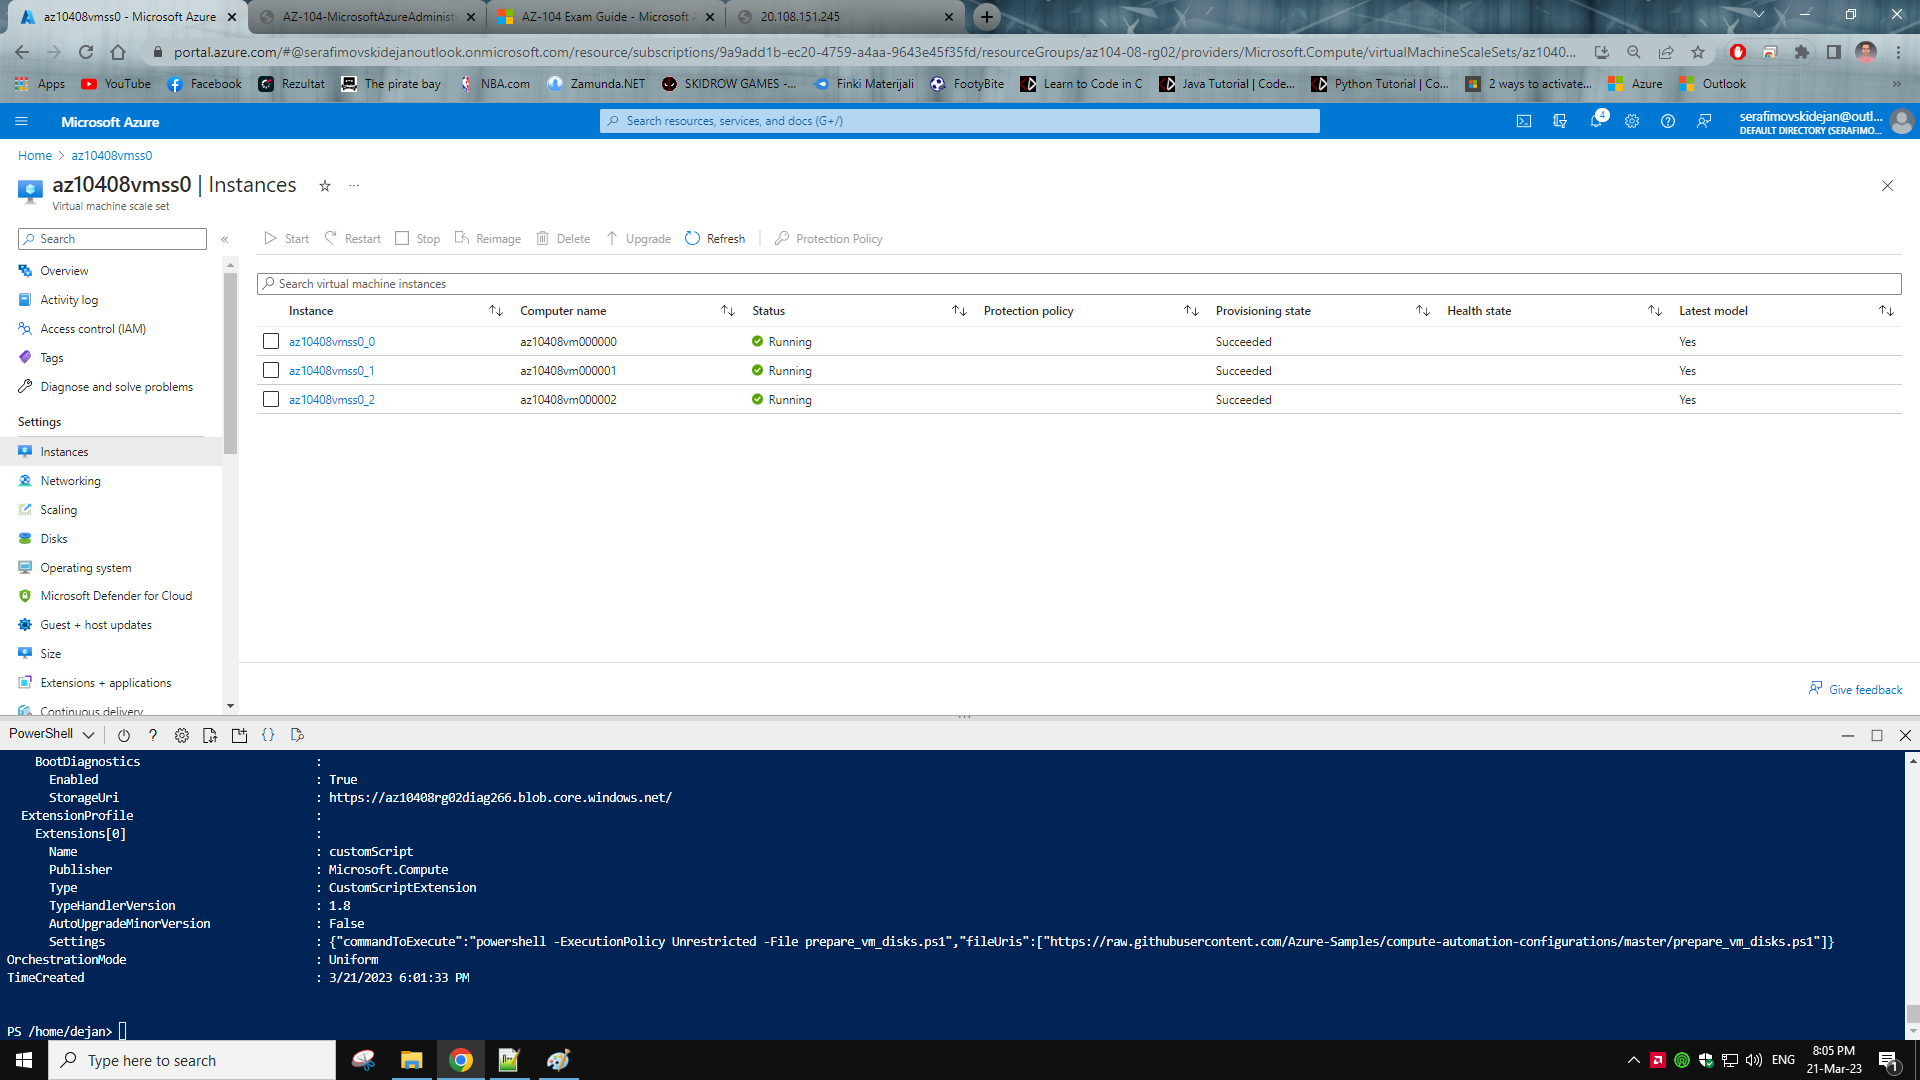 az10408vmss0 - Microsoft Azure
AZ-104-MicrosoftAzureAdminist
AZ-104 Exam Guide - Microsoft
20.108.151.245
portal.azure.com/#@serafimovskidejanoutlook.onmicrosoft.com/resource/subscriptions/9a9add1b-ec20-4759-a4aa-9643e45f35fd/resourceGroups/az104-08-rg02/providers/Microsoft.Compute/virtualMachineScaleSets/az1040...
Apps YouTube Facebook Rezultat The pirate bay NBA.com Zamunda.NET SKIDROW GAMES -... Finki Materijali FootyBite Learn to Code in C Java Tutorial | Code... Python Tutorial | Co... 2 ways to activate... Azure Outlook »
Microsoft Azure
Search resources, services, and docs (G+/)
4
serafimovskidejan@outl...
DEFAULT DIRECTORY (SERAFIMO...
Home > az10408vmss0
az10408vmss0 | Instances ...
Virtual machine scale set
Search «
Start Restart Stop Reimage Delete Upgrade Refresh Protection Policy
Overview
Activity log
Access control (IAM)
Tags
Diagnose and solve problems
Settings
Instances
Networking
Scaling
Disks
Operating system
Microsoft Defender for Cloud
Guest + host updates
Size
Extensions + applications
Continuous delivery
Search virtual machine instances
Instance Computer name Status Protection policy Provisioning state Health state Latest model
az10408vmss0_0 az10408vm000000 Running Succeeded Yes
az10408vmss0_1 az10408vm000001 Running Succeeded Yes
az10408vmss0_2 az10408vm000002 Running Succeeded Yes
Give feedback
PowerShell ? {}
BootDiagnostics :
Enabled : True
StorageUri : https://az10408rg02diag266.blob.core.windows.net/
ExtensionProfile :
Extensions[0] :
Name : customScript
Publisher : Microsoft.Compute
Type : CustomScriptExtension
TypeHandlerVersion : 1.8
AutoUpgradeMinorVersion : False
Settings : {"commandToExecute":"powershell -ExecutionPolicy Unrestricted -File prepare_vm_disks.ps1","fileUris":["https://raw.githubusercontent.com/Azure-Samples/compute-automation-configurations/master/prepare_vm_disks.ps1"]}
OrchestrationMode : Uniform
TimeCreated : 3/21/2023 6:01:33 PM
PS /home/dejan>
Type here to search
ENG
8:05 PM
21-Mar-23
1